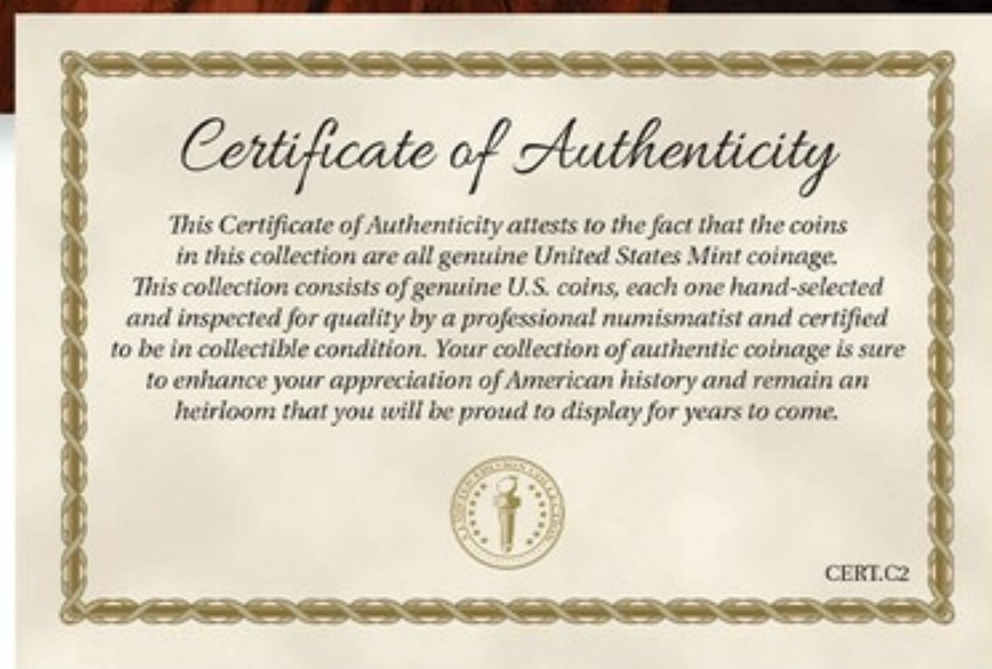 Certificate of Authenticity
This Certificate of Authenticity attests to the fact that the coins
in this collection are all genuine United States Mint coinage.
This collection consists of genuine U.S. coins, each one hand-selected
and inspected for quality by a professional numismatist and certified
to be in collectible condition. Your collection of authentic coinage is sure
to enhance your appreciation of American history and remain an
heirloom that you will be proud to display for years to come.
CERT.C2